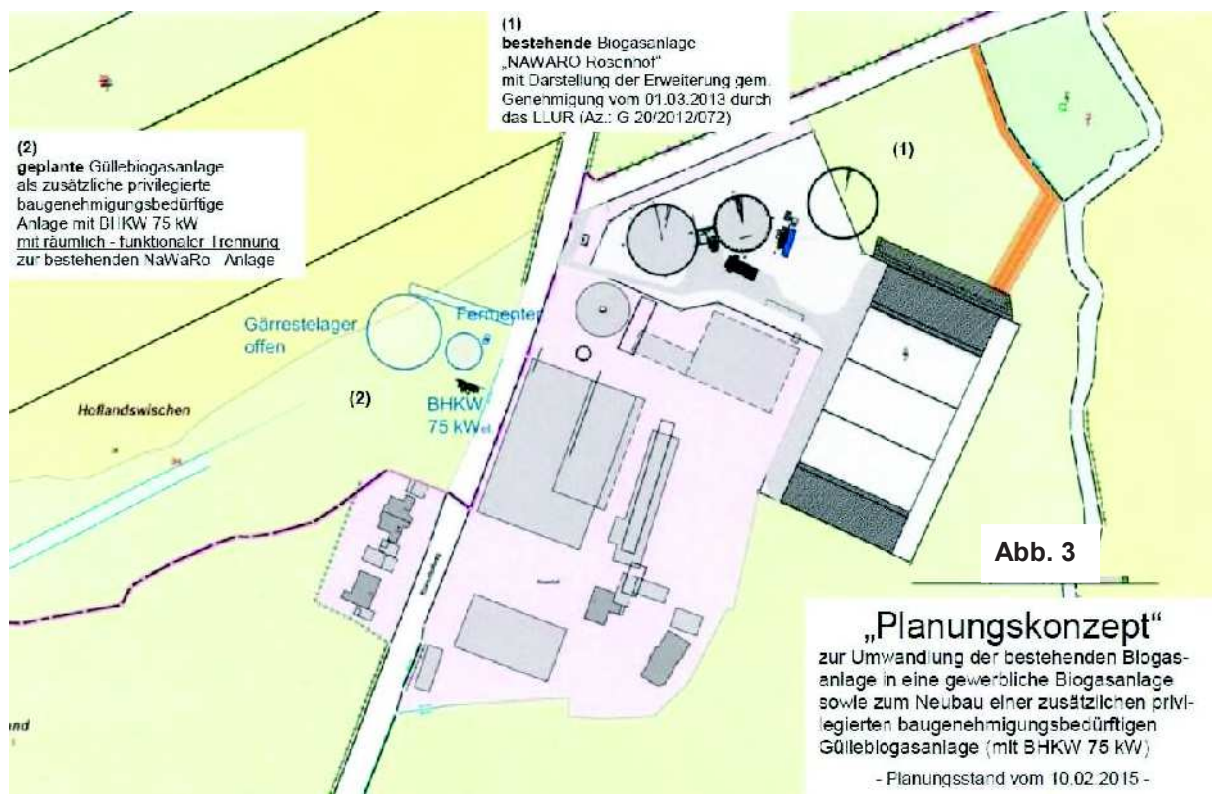 (1)
bestehende Biogasanlage
„NAWARO Rosenhof“
mit Darstellung der Erweiterung gem.
Genehmigung vom 01.03.2013 durch
das LLUR (Az.: G 20/2012/072)
(2)
geplante Güllebiogasanlage
als zusätzliche privilegierte
baugenehmigungsbedürftige
Anlage mit BHKW 75 kW
mit räumlich - funktionaler Trennung
zur bestehenden NaWaRo - Anlage
(1)
Gärrestelager
offen
Fermenter
(2)
BHKW
75 kWel
Hoflandswischen
Abb. 3
„Planungskonzept“
zur Umwandlung der bestehenden Biogas-
anlage in eine gewerbliche Biogasanlage
sowie zum Neubau einer zusätzlichen privi-
legierten baugenehmigungsbedürftigen
Güllebiogasanlage (mit BHKW 75 kW)
- Planungsstand vom 10.02.2015 -